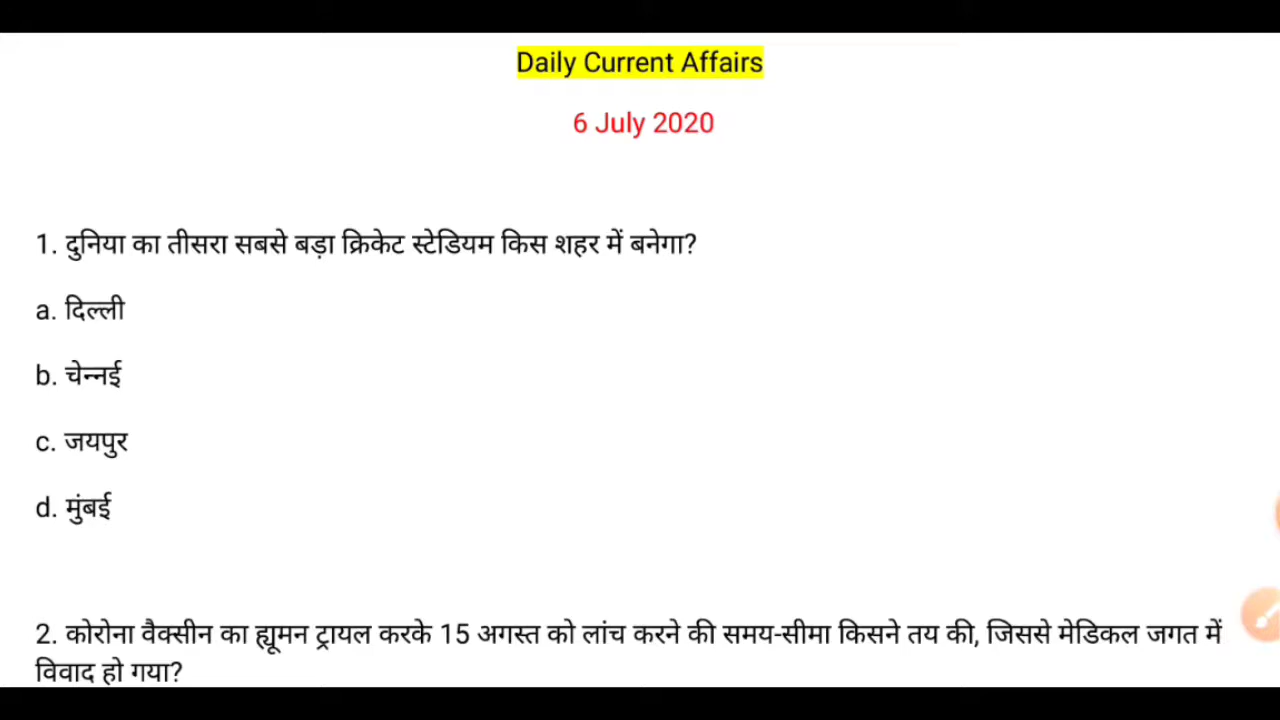 Daily Current Affairs
6 July 2020
1. दुनिया का तीसरा सबसे बड़ा क्रिकेट स्टेडियम किस शहर में बनेगा?
a. दिल्ली
b. चेन्नई
c. जयपुर
d. मुंबई
2. कोरोना वैक्सीन का ह्यूमन ट्रायल करके 15 अगस्त को लांच करने की समय-सीमा किसने तय की, जिससे मेडिकल जगत में
विवाद हो गया?